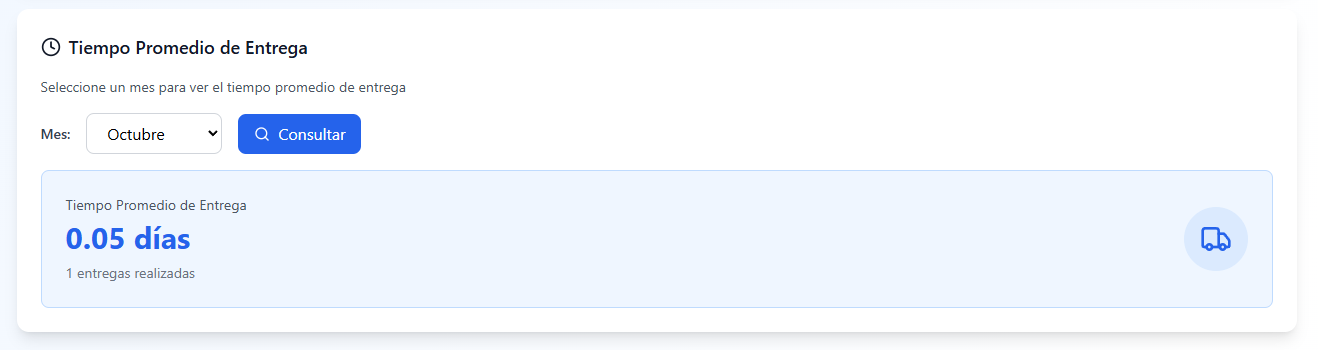 Tiempo Promedio de Entrega
Seleccione un mes para ver el tiempo promedio de entrega
Mes: Octubre Consultar
Tiempo Promedio de Entrega
0.05 días
1 entregas realizadas